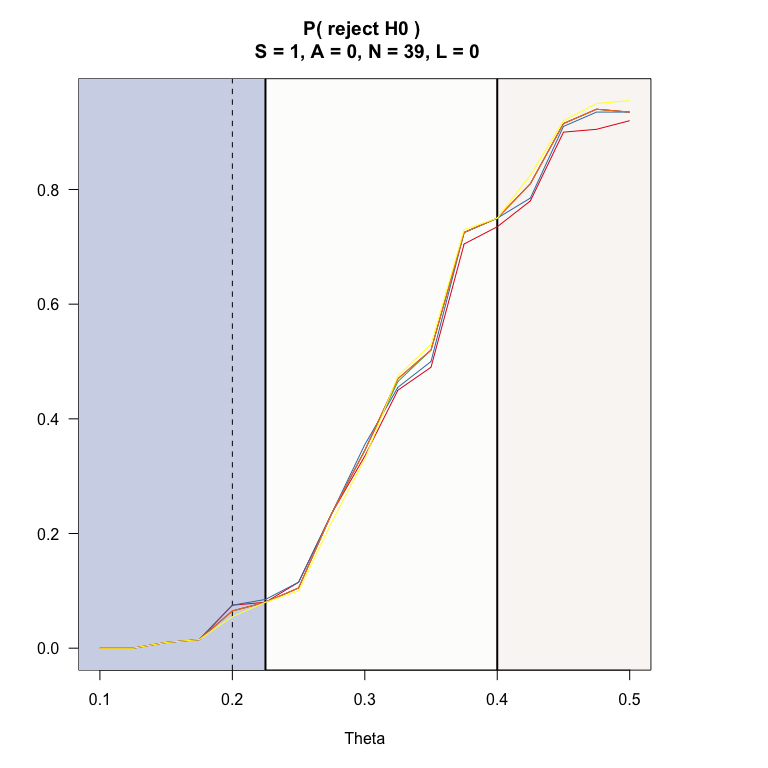 P( reject H0 )
S = 1, A = 0, N = 39, L = 0
0.8
0.6
0.4
0.2
0.0
0.1 0.2 0.3 0.4 0.5
Theta